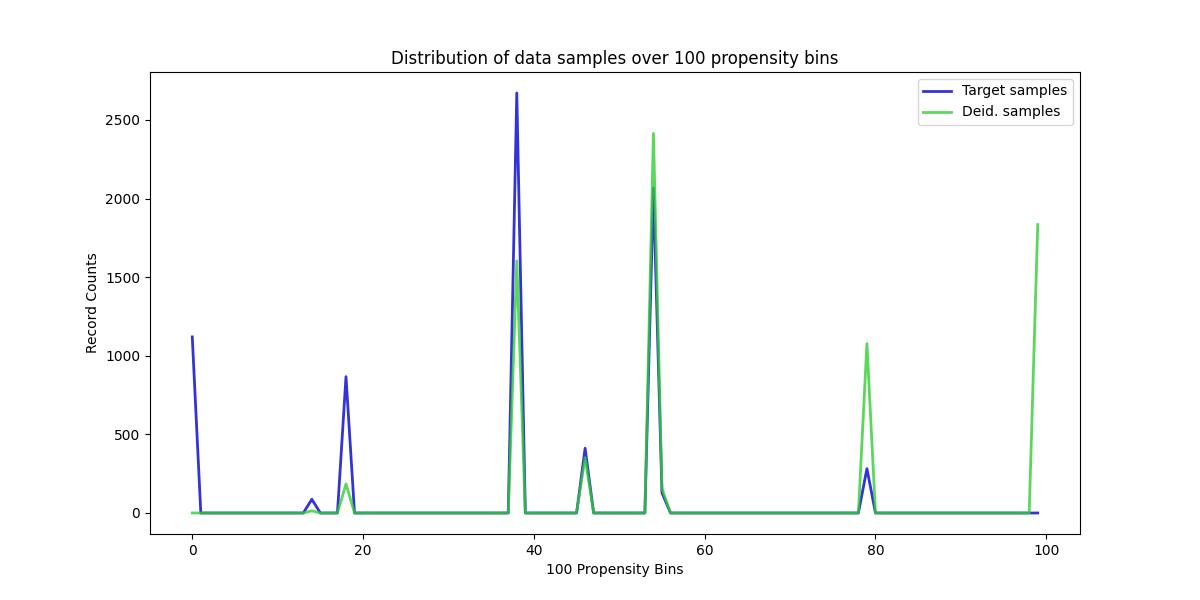 Distribution of data samples over 100 propensity bins
Target samples
Deid. samples
2500
2000
1500
1000
500
0
Record Counts
0 20 40 60 80 100
100 Propensity Bins